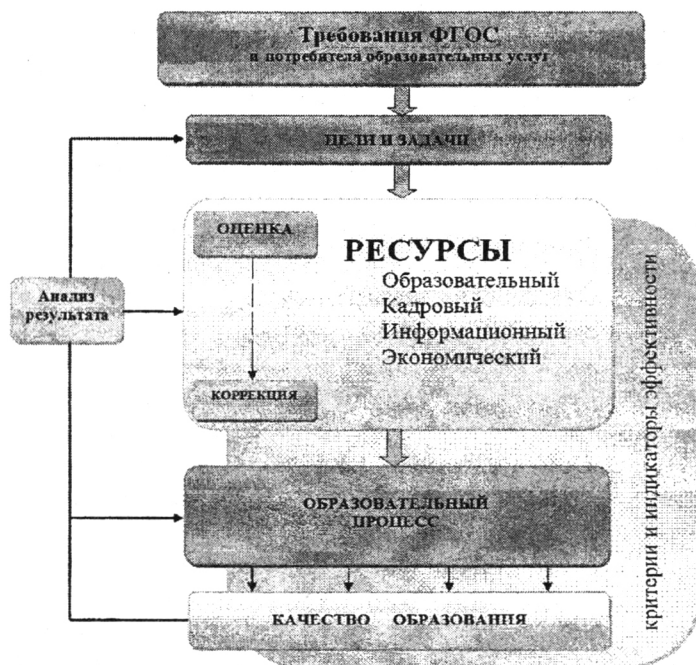 Требования ФГОС
и потребителя образовательных услуг
ЦЕЛИ И ЗАДАЧИ
ОЦЕНКА
РЕСУРСЫ
Образовательный
Кадровый
Информационный
Экономический
Анализ
результата
КОРРЕКЦИЯ
критерии и индикаторы эффективности
ОБРАЗОВАТЕЛЬНЫЙ
ПРОЦЕСС
КАЧЕСТВО ОБРАЗОВАНИЯ